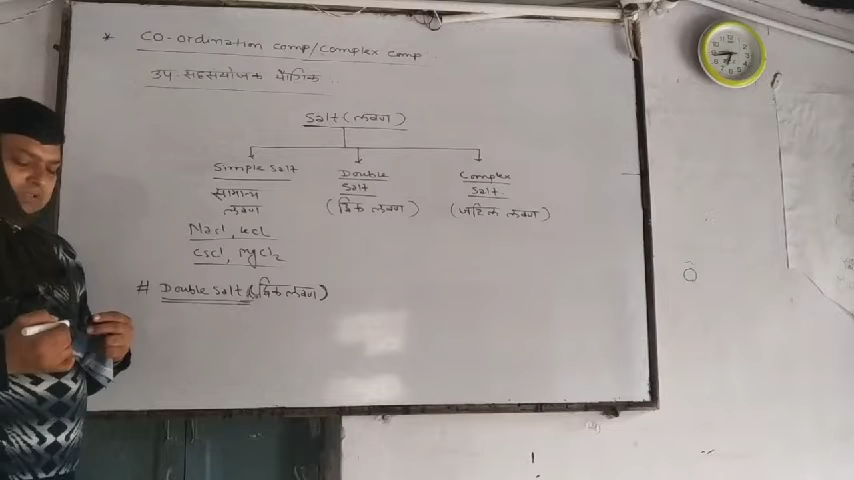 * CO-Ordination comp/complex comp
उप-सहसंयोजक यौगिक
Salt (लवण)
Simple salt
सामान्य
लवण
Nacl, kcl
cscl, mgcl2
Double
salt
(द्विक लवण)
Complex
salt
(जटिल लवण)
# Double salt (द्विक लवण)